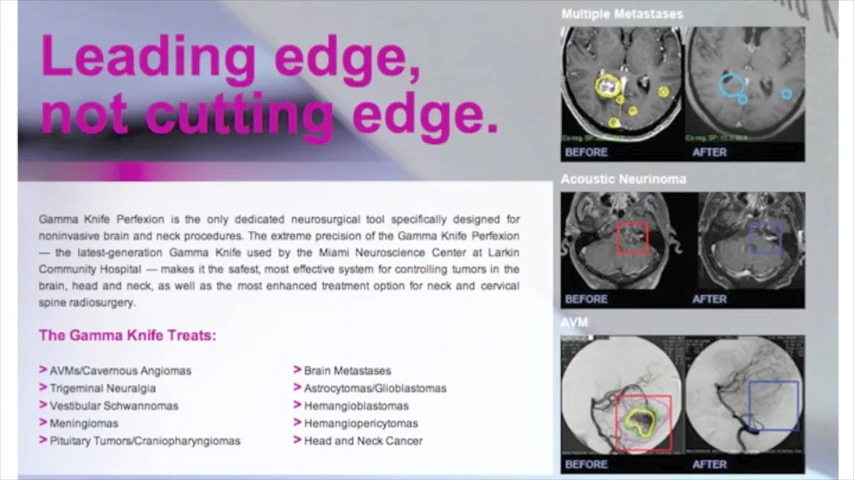 Leading edge,
not cutting edge.
Gamma Knife Perfexion is the only dedicated neurosurgical tool specifically designed for
noninvasive brain and neck procedures. The extreme precision of the Gamma Knife Perfexion
— the latest-generation Gamma Knife used by the Miami Neuroscience Center at Larkin
Community Hospital — makes it the safest, most effective system for controlling tumors in the
brain, head and neck, as well as the most enhanced treatment option for neck and cervical
spine radiosurgery.
The Gamma Knife Treats:
> AVMs/Cavernous Angiomas
> Trigeminal Neuralgia
> Vestibular Schwannomas
> Meningiomas
> Pituitary Tumors/Craniopharyngiomas
> Brain Metastases
> Astrocytomas/Glioblastomas
> Hemangioblastomas
> Hemangiopericytomas
> Head and Neck Cancer
Multiple Metastases
BEFORE
AFTER
Acoustic Neurinoma
BEFORE
AFTER
AVM
BEFORE
AFTER